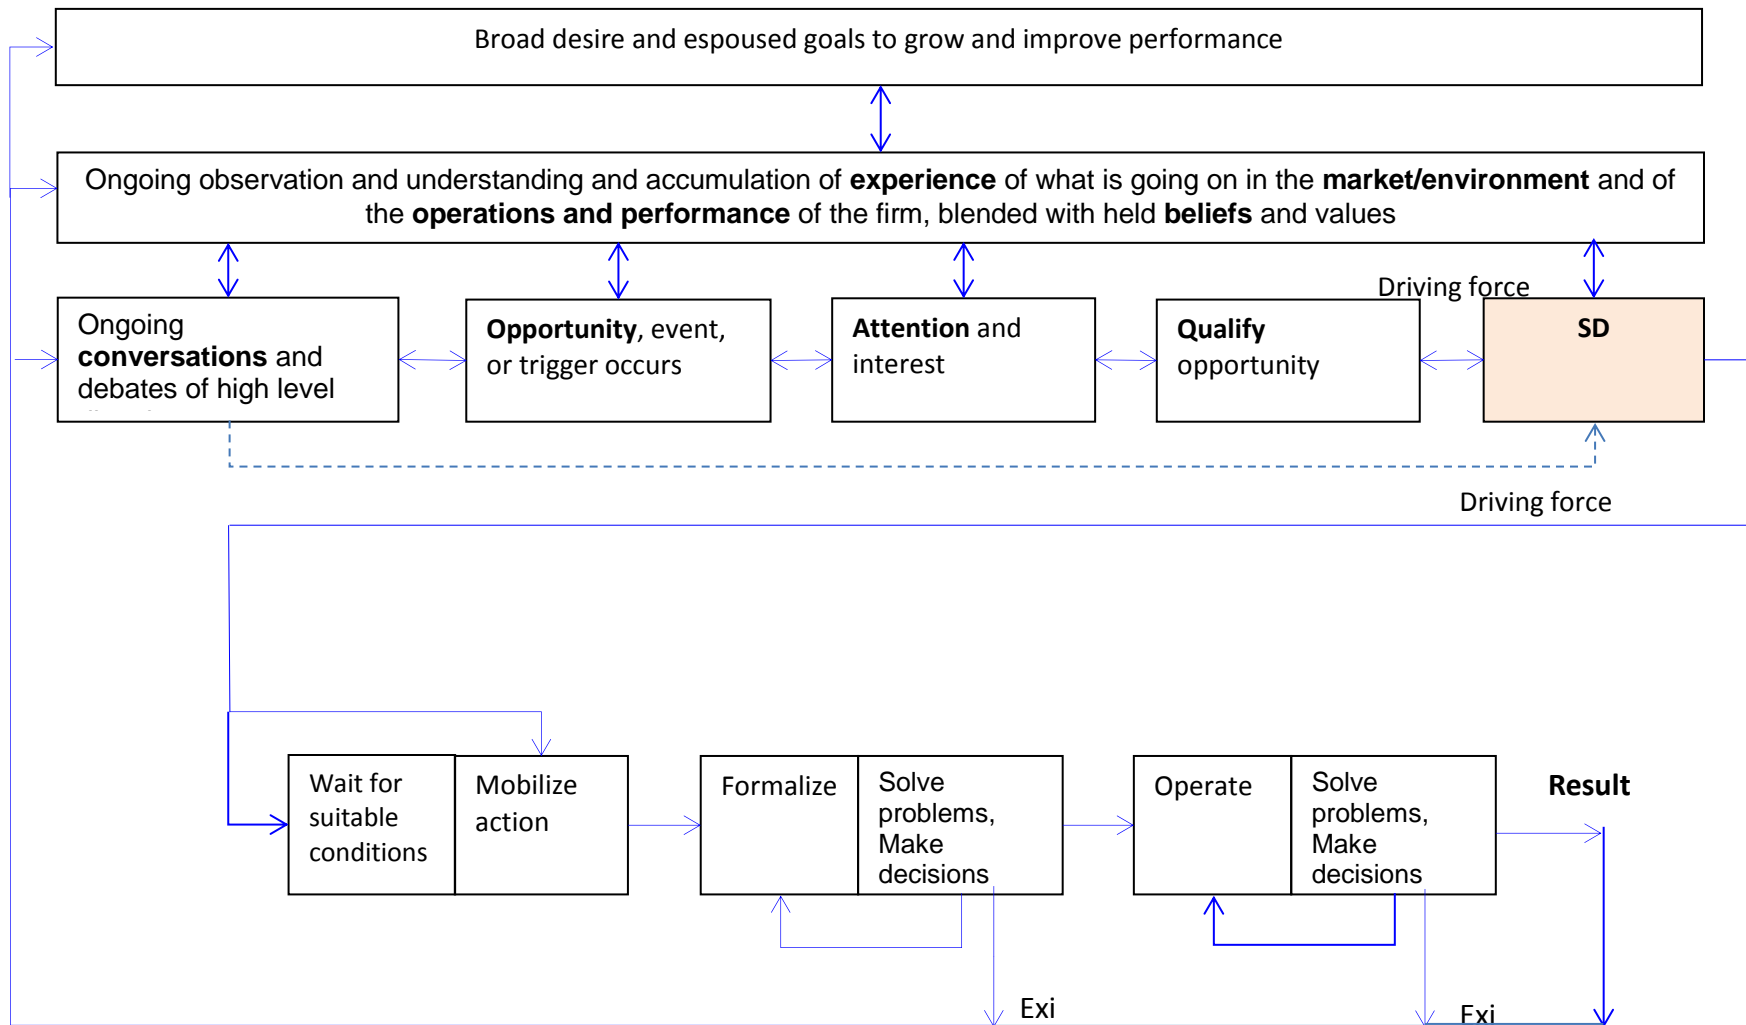 Broad desire and espoused goals to grow and improve performance
Ongoing observation and understanding and accumulation of experience of what is going on in the market/environment and of
the operations and performance of the firm, blended with held beliefs and values
Driving force
Ongoing
conversations and
debates of high level
Opportunity, event,
or trigger occurs
Attention and
interest
Qualify
opportunity
SD
Driving force
Wait for
suitable
conditions
Mobilize
action
Formalize
Solve
problems,
Make
decisions
Operate
Solve
problems,
Make
decisions
Result
Exi
Exi